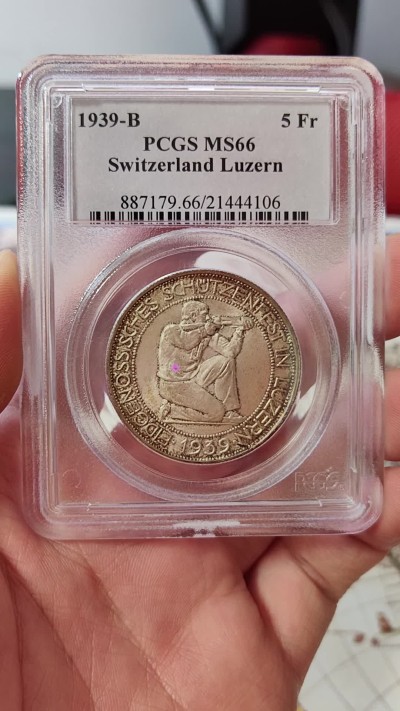 1939-B 5 Fr
PCGS MS66
Switzerland Luzern
887179.66/21444106
EIDGENÖSSISCHES SCHÜTZENFEST IN LUZERN
1939
PCGS